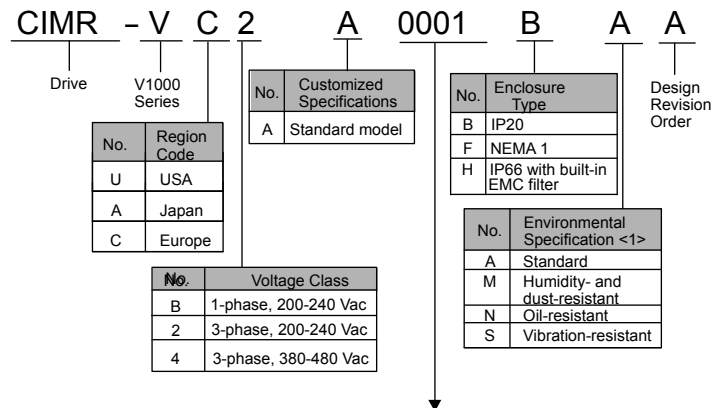 CIMR – V C 2 A 0001 B A A
Drive
V1000
Series
No. Customized
Specifications
A Standard model
No. Enclosure
Type
B IP20
F NEMA 1
H IP66 with built-in
EMC filter
Design
Revision
Order
No. Region
Code
U USA
A Japan
C Europe
No. Environmental
Specification <1>
A Standard
M Humidity- and
dust-resistant
N Oil-resistant
S Vibration-resistant
No. Voltage Class
B 1-phase, 200-240 Vac
2 3-phase, 200-240 Vac
4 3-phase, 380-480 Vac